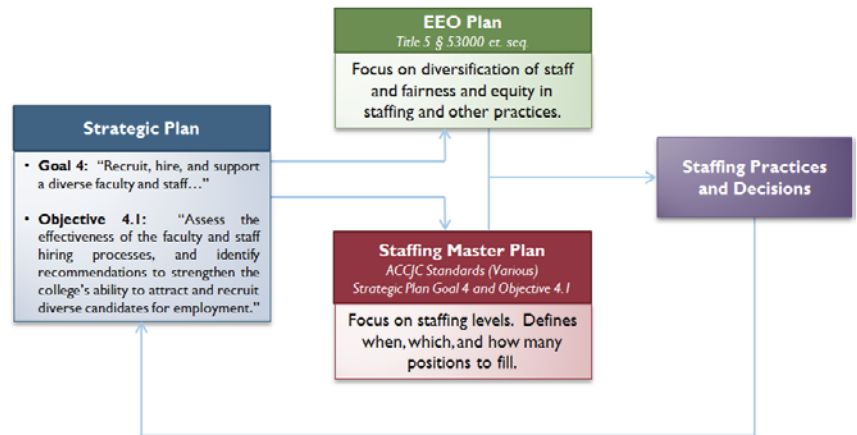 EEO Plan
Title 5 § 53000 et. seq.
Focus on diversification of staff
and fairness and equity in
staffing and other practices.
Strategic Plan
• Goal 4: “Recruit, hire, and support
a diverse faculty and staff…”
• Objective 4.1: “Assess the
effectiveness of the faculty and staff
hiring processes, and identify
recommendations to strengthen the
college’s ability to attract and recruit
diverse candidates for employment.”
Staffing Master Plan
ACCJC Standards (Various)
Strategic Plan Goal 4 and Objective 4.1
Focus on staffing levels. Defines
when, which, and how many
positions to fill.
Staffing Practices
and Decisions